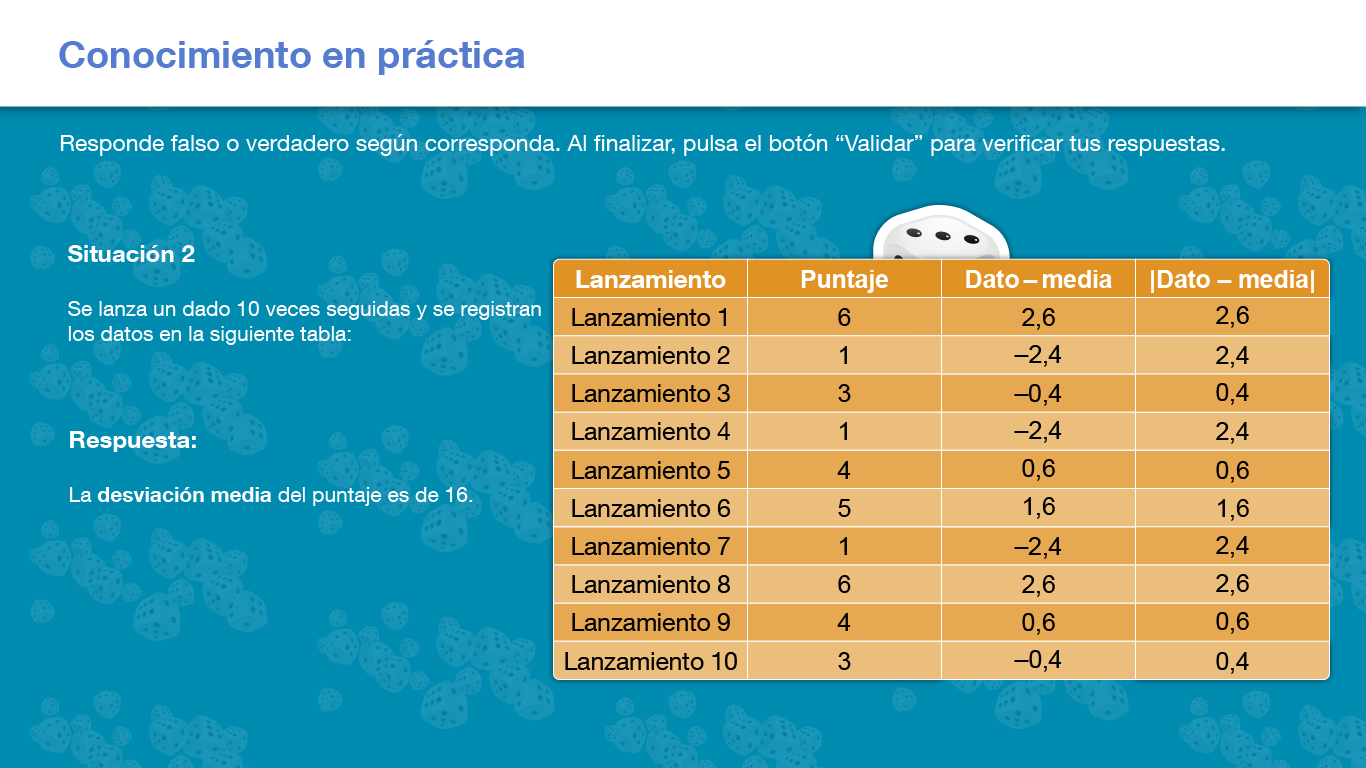 Conocimiento en práctica
Responde falso o verdadero según corresponda. Al finalizar, pulsa el botón “Validar” para verificar tus respuestas.
Situación 2
Se lanza un dado 10 veces seguidas y se registran
los datos en la siguiente tabla:
Respuesta:
La desviación media del puntaje es de 16.
Lanzamiento Puntaje Dato – media |Dato – media|
Lanzamiento 1 6 2,6 2,6
Lanzamiento 2 1 –2,4 2,4
Lanzamiento 3 3 –0,4 0,4
Lanzamiento 4 1 –2,4 2,4
Lanzamiento 5 4 0,6 0,6
Lanzamiento 6 5 1,6 1,6
Lanzamiento 7 1 –2,4 2,4
Lanzamiento 8 6 2,6 2,6
Lanzamiento 9 4 0,6 0,6
Lanzamiento 10 3 –0,4 0,4